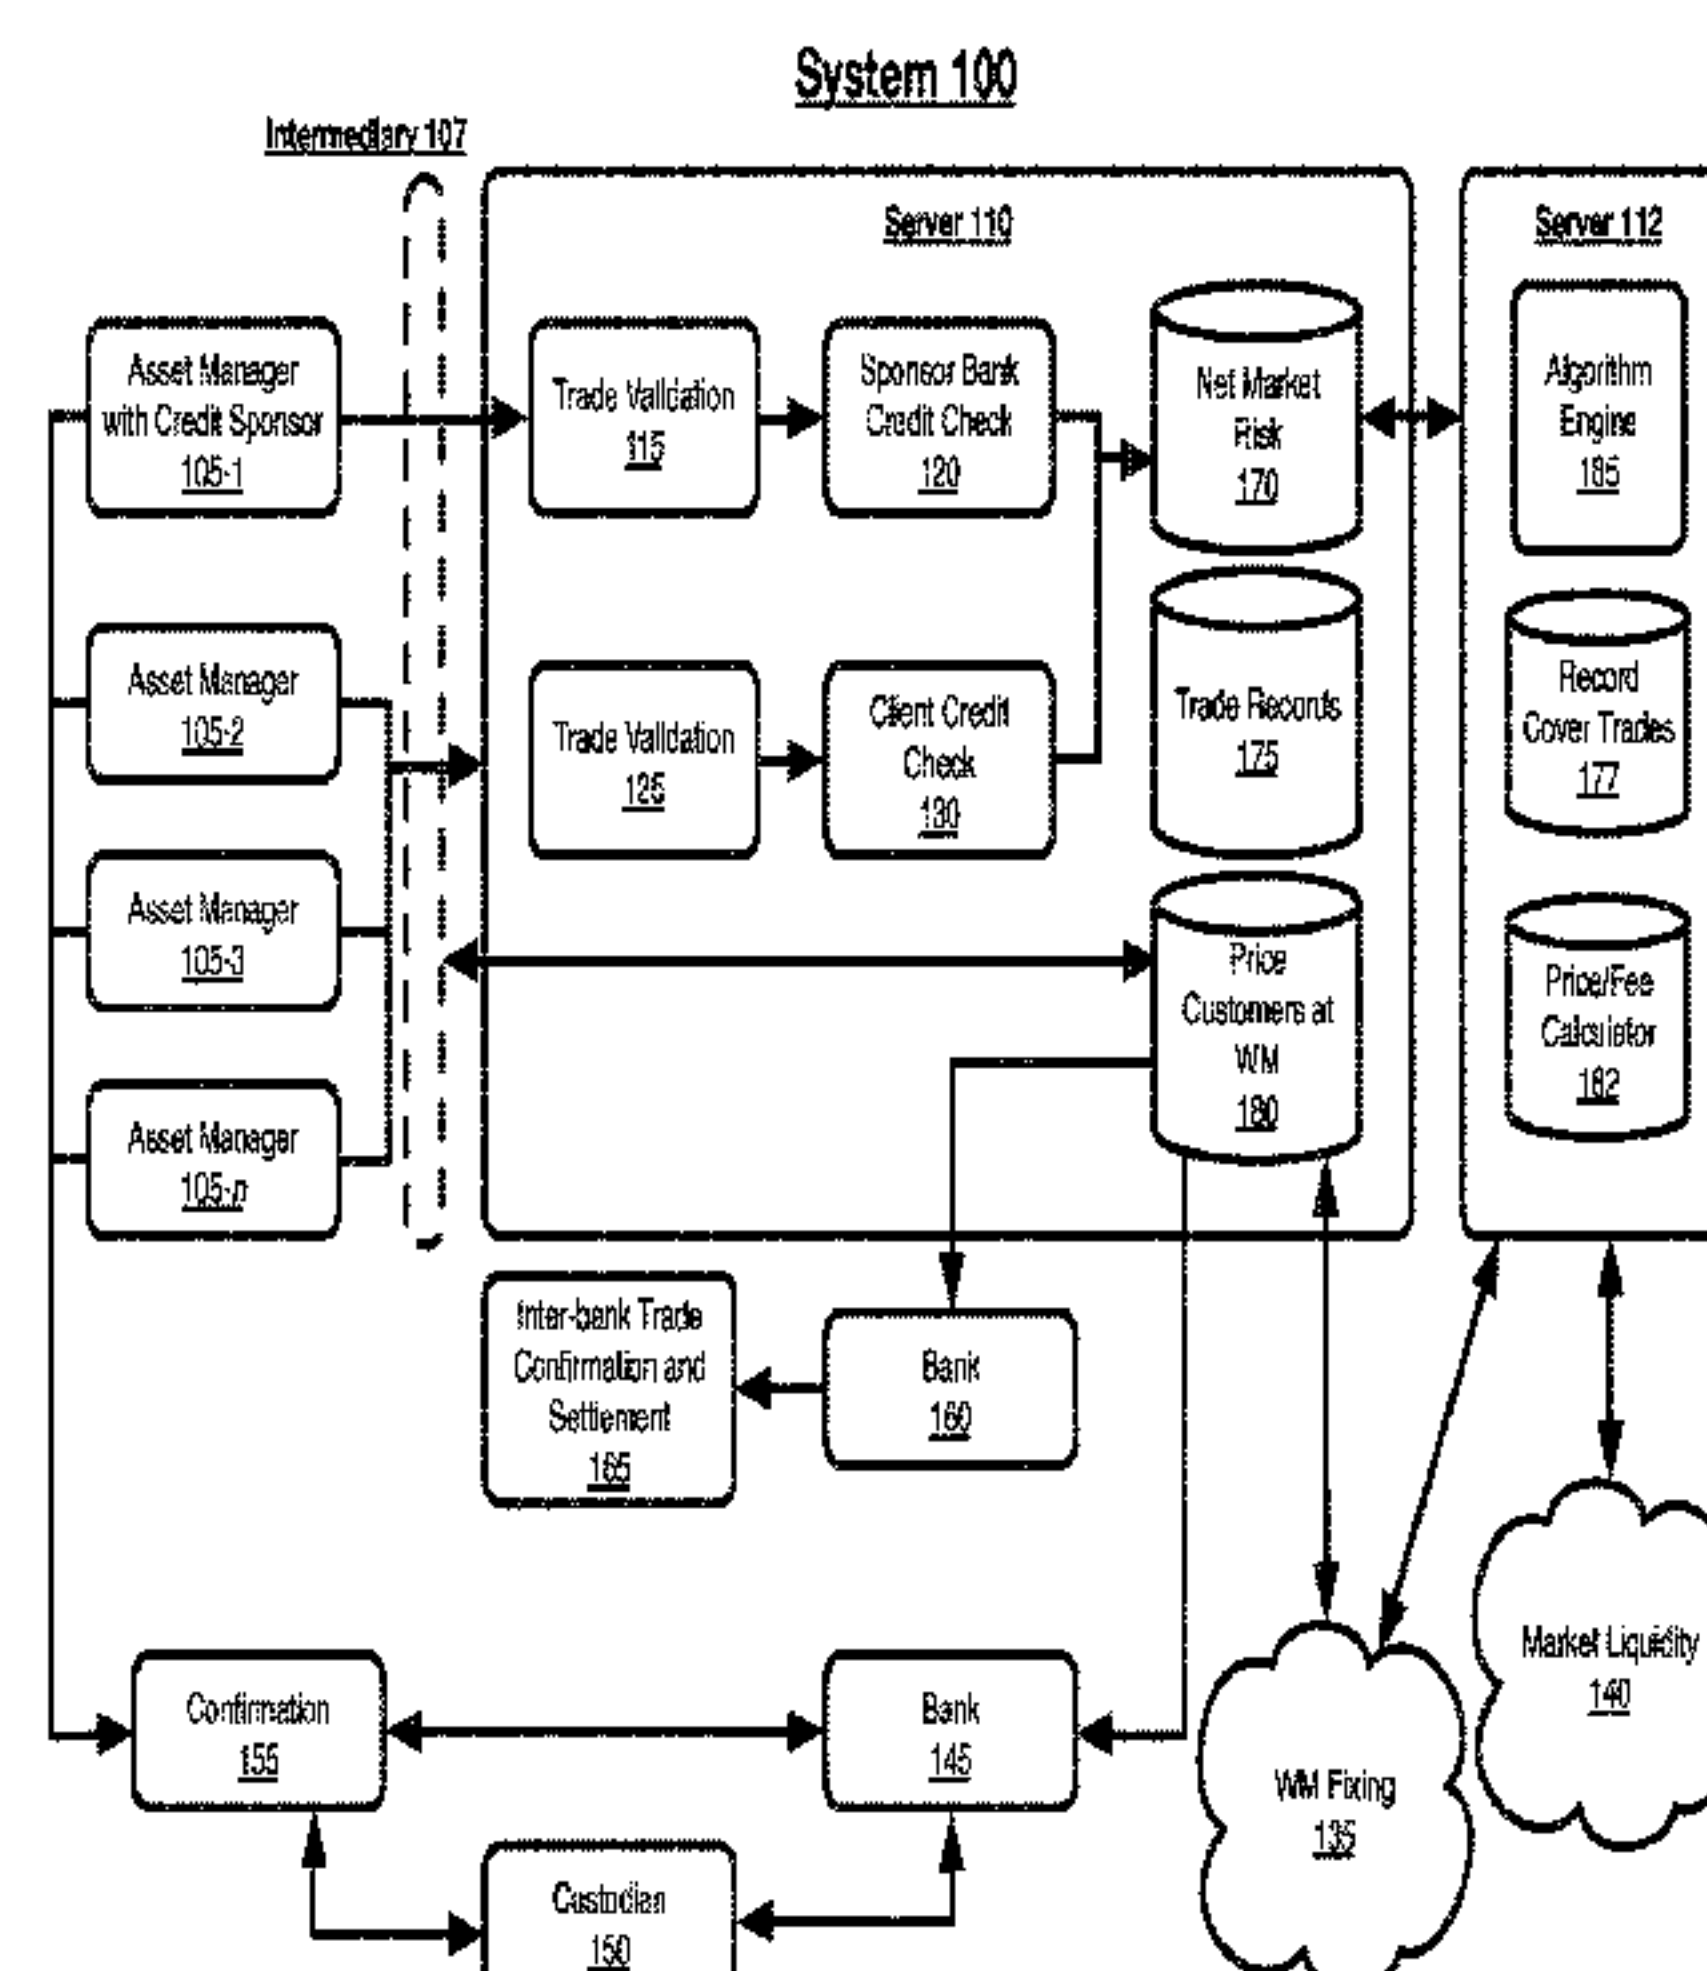 System 100
Intermediary 107
Server 110
Server 112
Asset Manager
with Credit Sponsor
105-1
Trade Validation
115
Sponsor Bank
Credit Check
120
Net Market
Risk
170
Algorithm
Engine
185
Asset Manager
105-2
Trade Validation
125
Client Credit
Check
130
Trade Records
175
Record
Cover Trades
177
Asset Manager
105-3
Price
Customers at
WM
180
Price/Fee
Calculator
182
Asset Manager
105-n
Inter-bank Trade
Confirmation and
Settlement
165
Bank
160
Market Liquidity
140
Confirmation
155
Bank
145
WM Fixing
135
Custodian
150